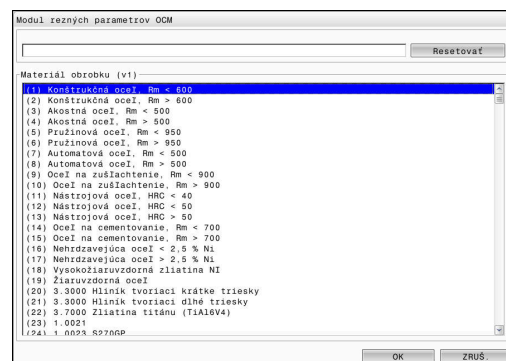 Modul rezných parametrov OCM
Resetovať
Materiál obrobku (v1)
(1) Konštrukčná oceľ, Rm < 600
(2) Konštrukčná oceľ, Rm > 600
(3) Akostná oceľ, Rm < 500
(4) Akostná oceľ, Rm > 500
(5) Pružinová oceľ, Rm < 950
(6) Pružinová oceľ, Rm > 950
(7) Automatová oceľ, Rm < 500
(8) Automatová oceľ, Rm > 500
(9) Oceľ na zušľachtenie, Rm < 900
(10) Oceľ na zušľachtenie, Rm > 900
(11) Nástrojová oceľ, HRC < 40
(12) Nástrojová oceľ, HRC < 50
(13) Nástrojová oceľ, HRC > 50
(14) Oceľ na cementovanie, Rm < 700
(15) Oceľ na cementovanie, Rm > 700
(16) Nehrdzavejúca oceľ < 2,5 % Ni
(17) Nehrdzavejúca oceľ > 2,5 % Ni
(18) Vysokožiaruvzdorná zliatina NI
(19) Žiaruvzdorná oceľ
(20) 3.3000 Hliník tvoriaci krátke triesky
(21) 3.3000 Hliník tvoriaci dlhé triesky
(22) 3.7000 Zliatina titánu (TiAl6V4)
(23) 1.0021
(24) 1.0023 S270GP
OK ZRUŠ.